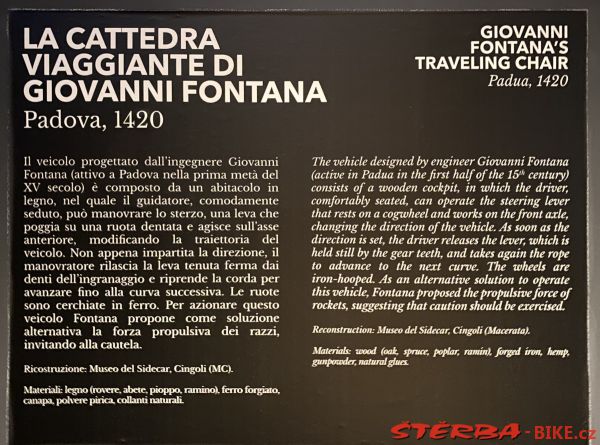 LA CATTEDRA
VIAGGIANTE DI
GIOVANNI FONTANA
Padova, 1420
Il veicolo progettato dall'ingegnere Giovanni
Fontana (attivo a Padova nella prima metà del
XV secolo) è composto da un abitacolo in
legno, nel quale il guidatore, comodamente
seduto, può manovrare lo sterzo, una leva che
poggia su una ruota dentata e agisce sull'asse
anteriore, modificando la traiettoria del
veicolo. Non appena impartita la direzione, il
manovratore rilascia la leva tenuta ferma dai
denti dell'ingranaggio e riprende la corda per
avanzare fino alla curva successiva. Le ruote
sono cerchiate in ferro. Per azionare questo
veicolo Fontana propone come soluzione
alternativa la forza propulsiva dei razzi,
invitando alla cautela.
Ricostruzione: Museo del Sidecar, Cingoli (MC).
Materiali: legno (rovere, abete, pioppo, ramino), ferro forgiato,
canapa, polvere pirica, collanti naturali.
GIOVANNI
FONTANA'S
TRAVELING CHAIR
Padua, 1420
The vehicle designed by engineer Giovanni Fontana
(active in Padua in the first half of the 15th century)
consists of a wooden cockpit, in which the driver,
comfortably seated, can operate the steering lever
that rests on a cogwheel and works on the front axle,
changing the direction of the vehicle. As soon as the
direction is set, the driver releases the lever, which is
held still by the gear teeth, and takes again the rope
to advance to the next curve. The wheels are
iron-hooped. As an alternative solution to operate
this vehicle, Fontana proposed the propulsive force of
rockets, suggesting that caution should be exercised.
Reconstruction: Museo del Sidecar, Cingoli (Macerata).
Materials: wood (oak, spruce, poplar, ramin), forged iron, hemp,
gunpowder, natural glues.
ŠTĚRBA-BIKE.cz